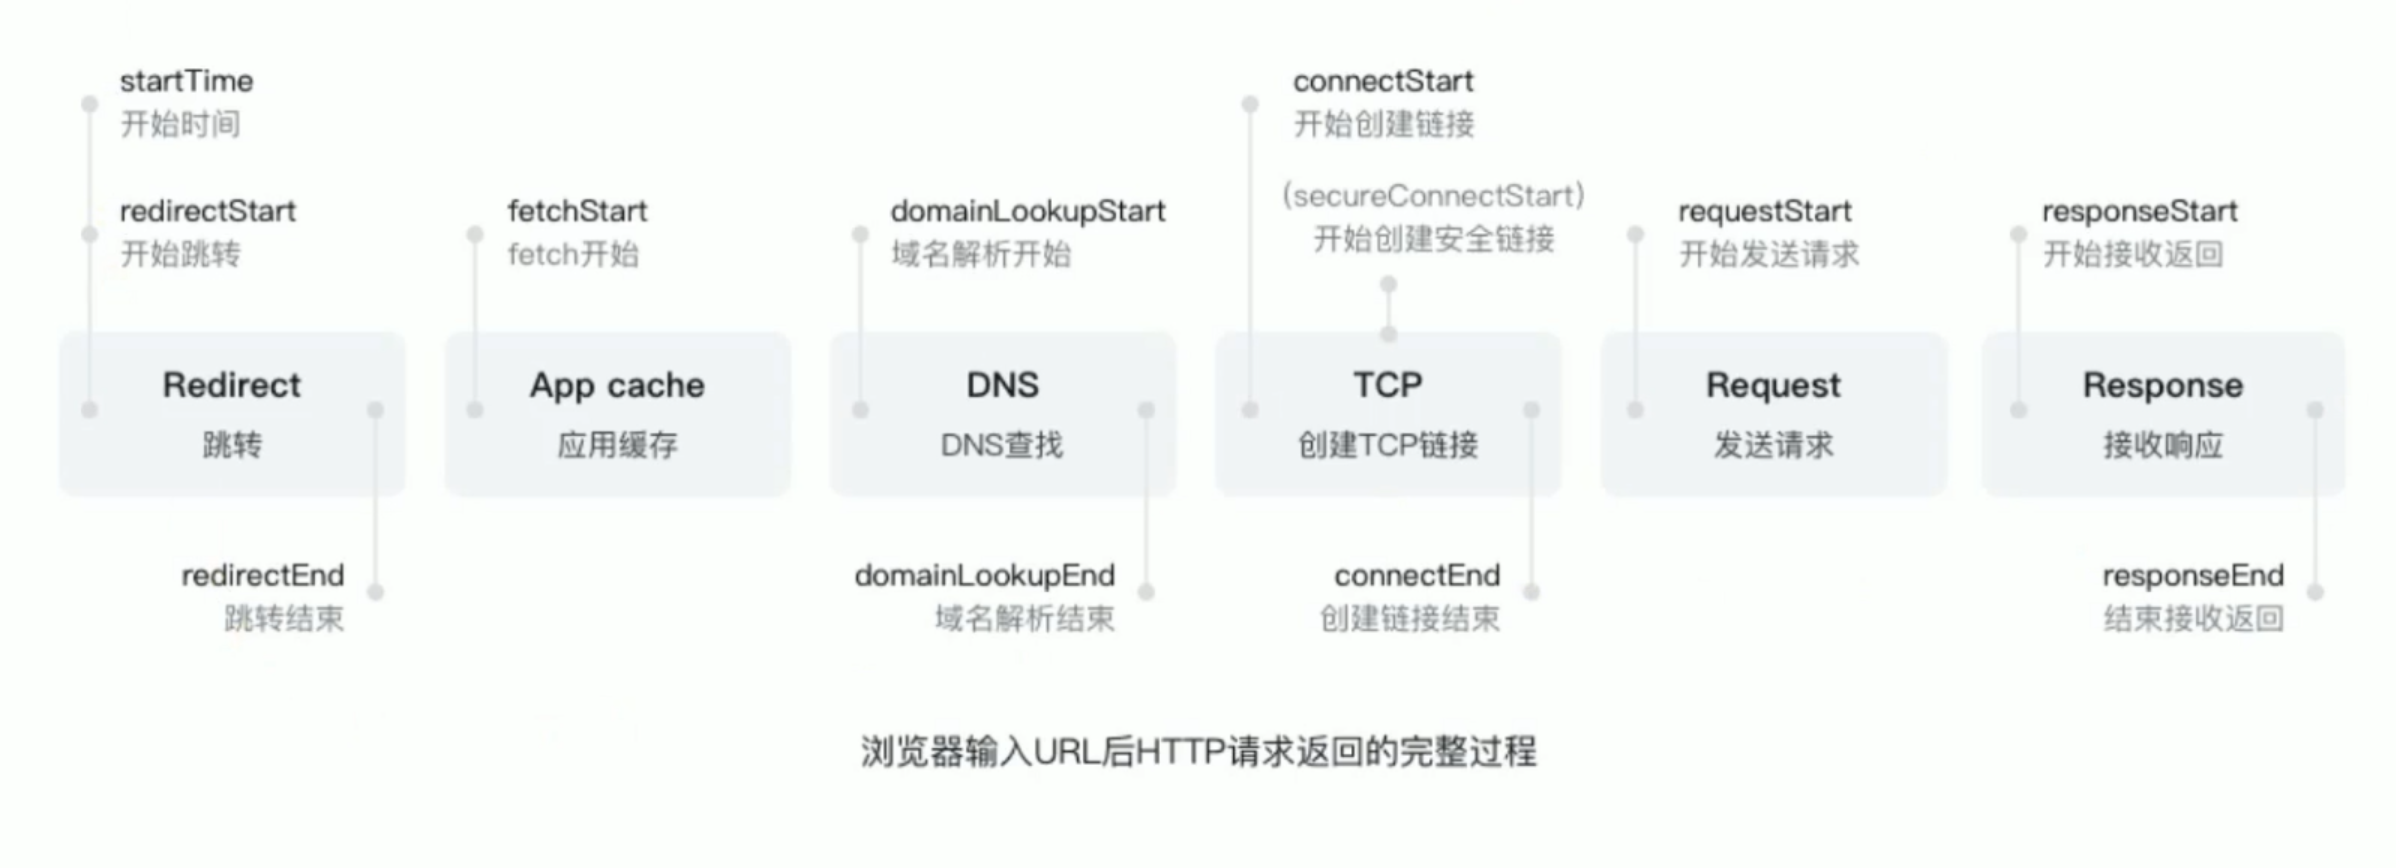 startTime
开始时间
redirectStart
开始跳转
fetchStart
fetch开始
domainLookupStart
域名解析开始
connectStart
开始创建链接
(secureConnectStart)
开始创建安全链接
requestStart
开始发送请求
responseStart
开始接收返回
Redirect
跳转
App cache
应用缓存
DNS
DNS查找
TCP
创建TCP链接
Request
发送请求
Response
接收响应
redirectEnd
跳转结束
domainLookupEnd
域名解析结束
connectEnd
创建链接结束
responseEnd
结束接收返回
浏览器输入URL后HTTP请求返回的完整过程